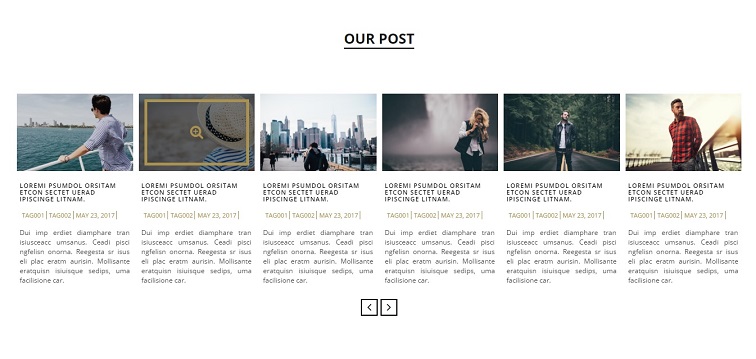 OUR POST
LOREMI PSUMDOL ORSITAM
ETCON SECTET UERAD
IPISCINGE LITNAM.
TAG001 | TAG002 | MAY 23, 2017 |
Dui imp erdiet diamphare tran
isiusceacc umsanus. Ceadi pisci
ngfelisn onorna. Reegesta sr isus
eli plac eratm aurisin. Mollisante
eratquisn isiuisque sedips, uma
facilisione car.
LOREMI PSUMDOL ORSITAM
ETCON SECTET UERAD
IPISCINGE LITNAM.
TAG001 | TAG002 | MAY 23, 2017 |
Dui imp erdiet diamphare tran
isiusceacc umsanus. Ceadi pisci
ngfelisn onorna. Reegesta sr isus
eli plac eratm aurisin. Mollisante
eratquisn isiuisque sedips, uma
facilisione car.
LOREMI PSUMDOL ORSITAM
ETCON SECTET UERAD
IPISCINGE LITNAM.
TAG001 | TAG002 | MAY 23, 2017 |
Dui imp erdiet diamphare tran
isiusceacc umsanus. Ceadi pisci
ngfelisn onorna. Reegesta sr isus
eli plac eratm aurisin. Mollisante
eratquisn isiuisque sedips, uma
facilisione car.
LOREMI PSUMDOL ORSITAM
ETCON SECTET UERAD
IPISCINGE LITNAM.
TAG001 | TAG002 | MAY 23, 2017 |
Dui imp erdiet diamphare tran
isiusceacc umsanus. Ceadi pisci
ngfelisn onorna. Reegesta sr isus
eli plac eratm aurisin. Mollisante
eratquisn isiuisque sedips, uma
facilisione car.
LOREMI PSUMDOL ORSITAM
ETCON SECTET UERAD
IPISCINGE LITNAM.
TAG001 | TAG002 | MAY 23, 2017 |
Dui imp erdiet diamphare tran
isiusceacc umsanus. Ceadi pisci
ngfelisn onorna. Reegesta sr isus
eli plac eratm aurisin. Mollisante
eratquisn isiuisque sedips, uma
facilisione car.
LOREMI PSUMDOL ORSITAM
ETCON SECTET UERAD
IPISCINGE LITNAM.
TAG001 | TAG002 | MAY 23, 2017 |
Dui imp erdiet diamphare tran
isiusceacc umsanus. Ceadi pisci
ngfelisn onorna. Reegesta sr isus
eli plac eratm aurisin. Mollisante
eratquisn isiuisque sedips, uma
facilisione car.